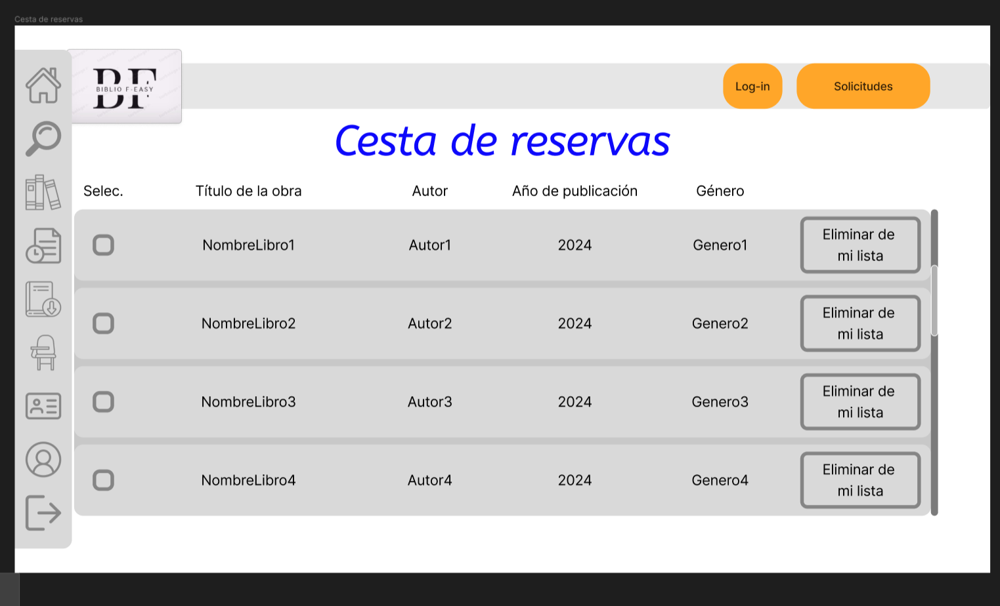 Cesta de reservas
BIBLIO F-EASY
BF
Log-in
Solicitudes
Cesta de reservas
Selec. Título de la obra Autor Año de publicación Género
NombreLibro1 Autor1 2024 Genero1 Eliminar de
mi lista
NombreLibro2 Autor2 2024 Genero2 Eliminar de
mi lista
NombreLibro3 Autor3 2024 Genero3 Eliminar de
mi lista
NombreLibro4 Autor4 2024 Genero4 Eliminar de
mi lista